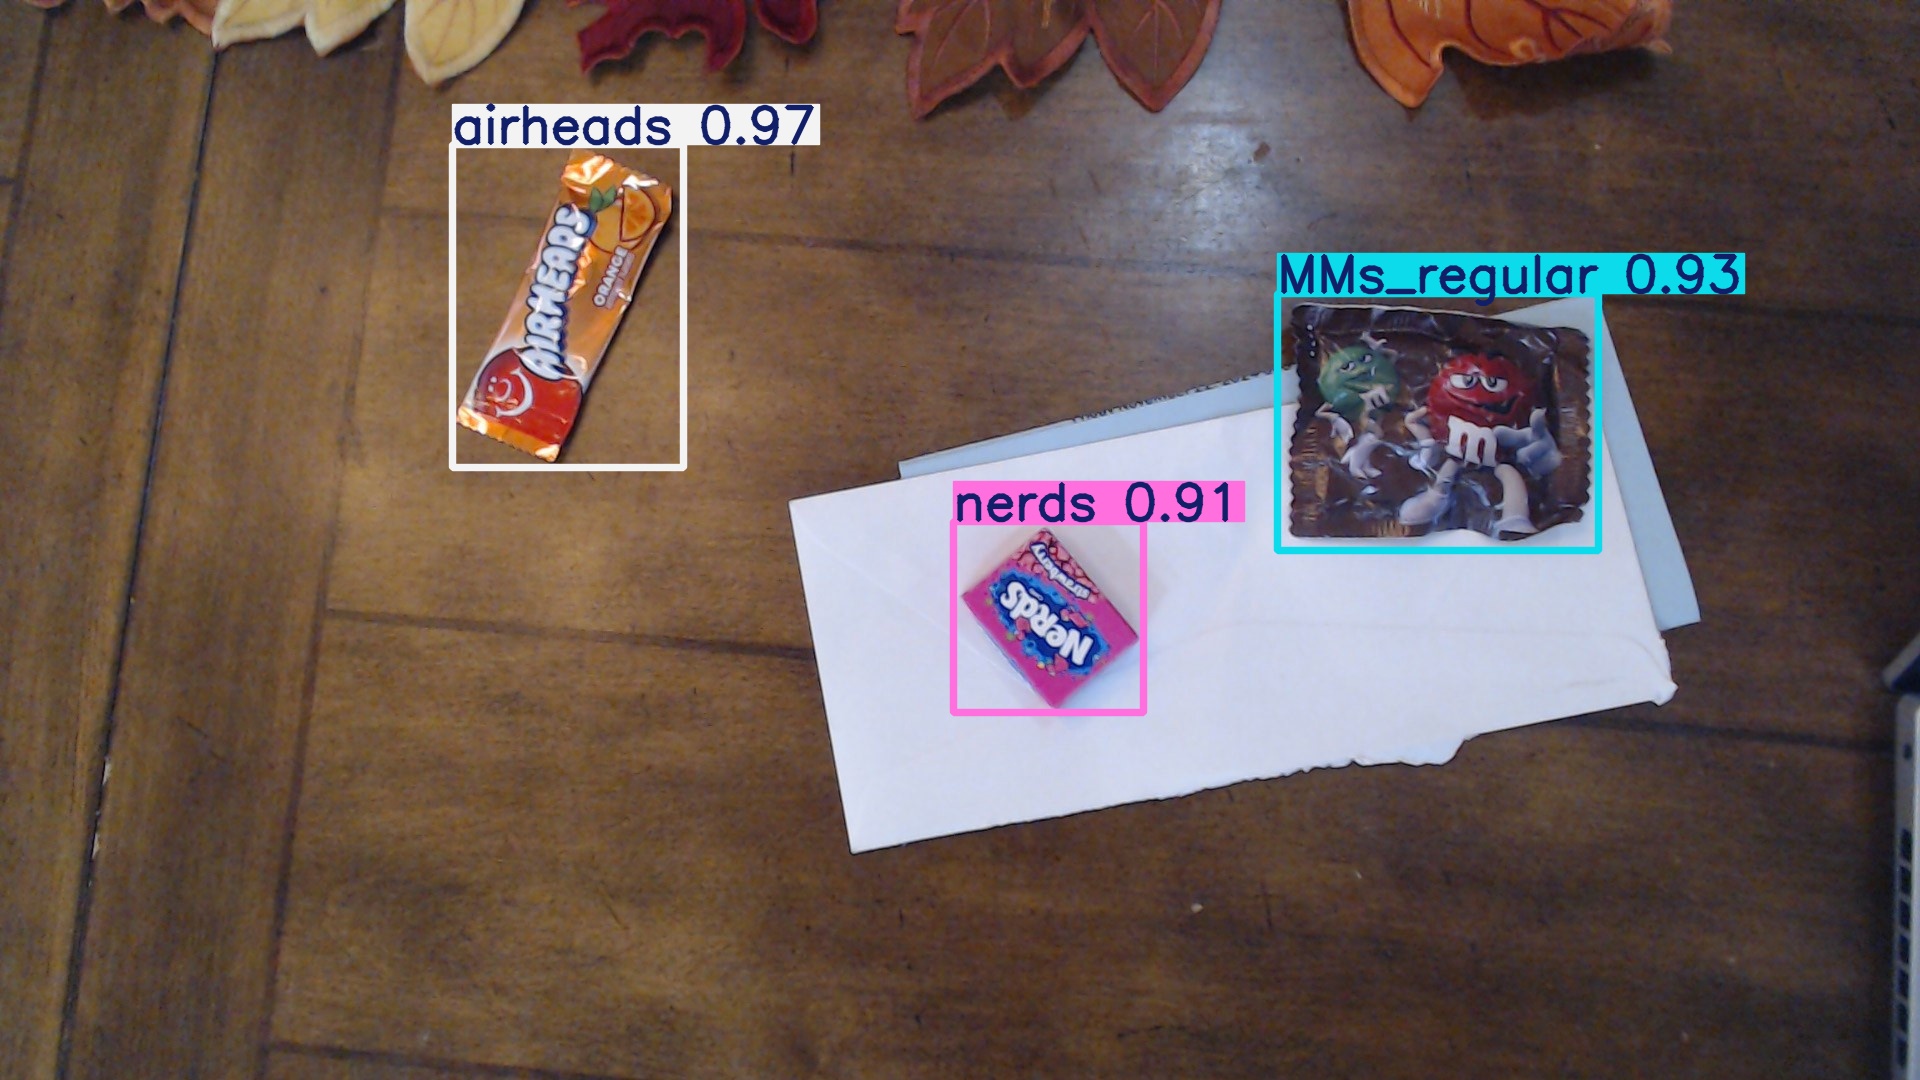 airheads 0.97
AIRHEADS
ORANGE
MMs_regular 0.93
m
nerds 0.91
strawberry
Nerds